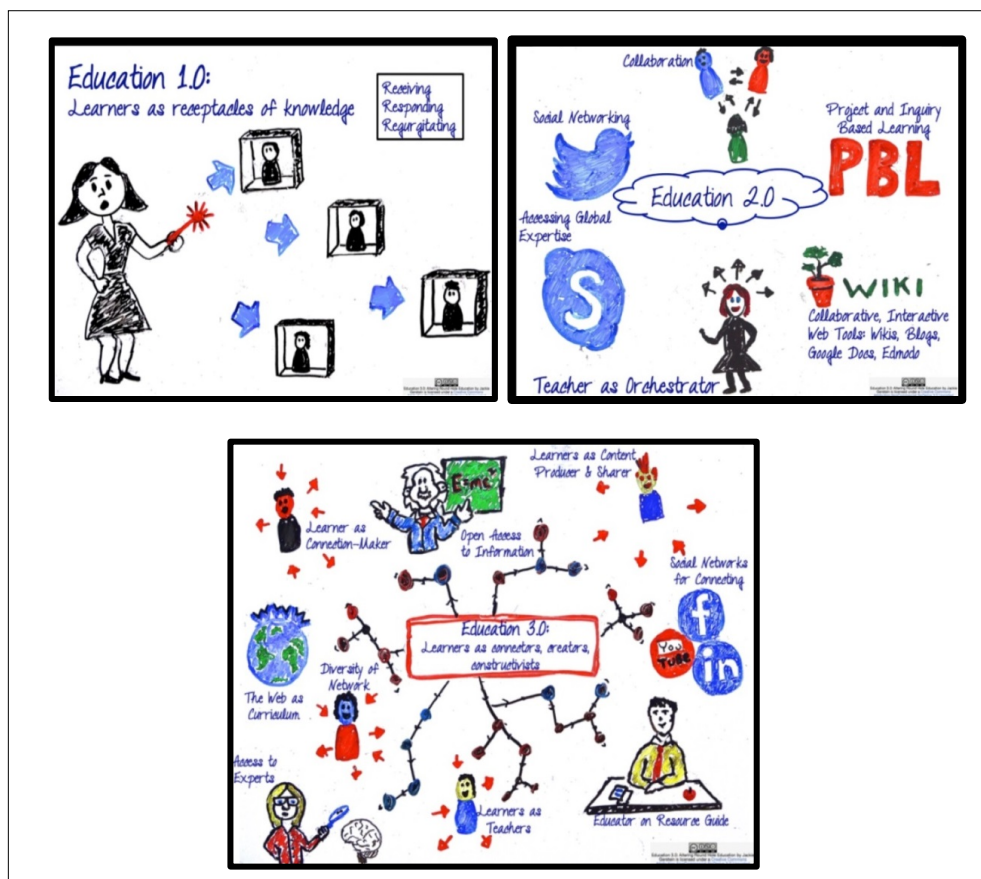 Education 1.0:
Learners as receptacles of knowledge
Receiving
Responding
Regurgitating
Collaboration
Social Networking
Project and Inquiry
Based Learning
PBL
Education 2.0
Accessing Global
Expertise
S
WIKI
Collaborative, Interactive
Web Tools: Wikis, Blogs,
Google Docs, Edmodo
Teacher as Orchestrator
Learners as Content
Producer & Sharer
E=mc²
Learner as
Connection-Maker
Open Access
to Information
Social Networks
for Connecting
f
You
Tube
in
Education 3.0:
Learners as connectors, creators,
constructivists
Diversity of
Network
The Web as
Curriculum
Access to
Experts
Learners as
Teachers
Educator on Resource Guide